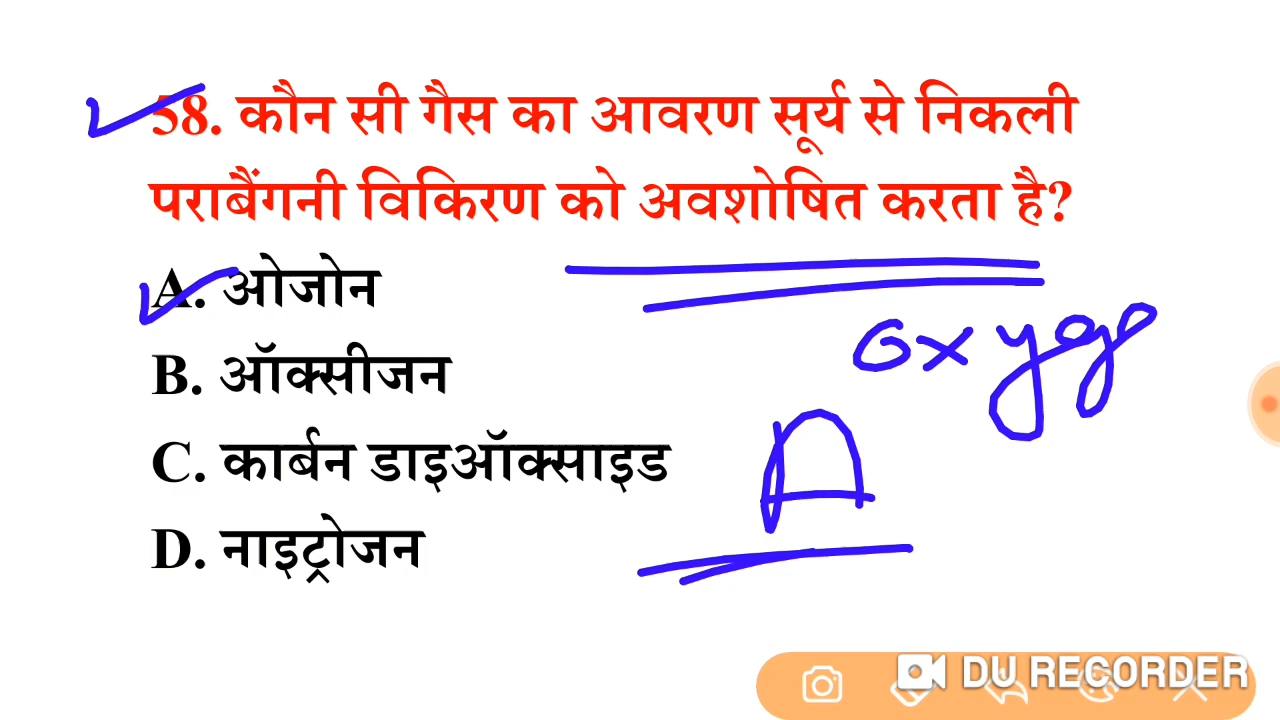 58. कौन सी गैस का आवरण सूर्य से निकली
पराबैंगनी विकिरण को अवशोषित करता है?
A. ओजोन
B. ऑक्सीजन
C. कार्बन डाइऑक्साइड
D. नाइट्रोजन
A
DU RECORDER